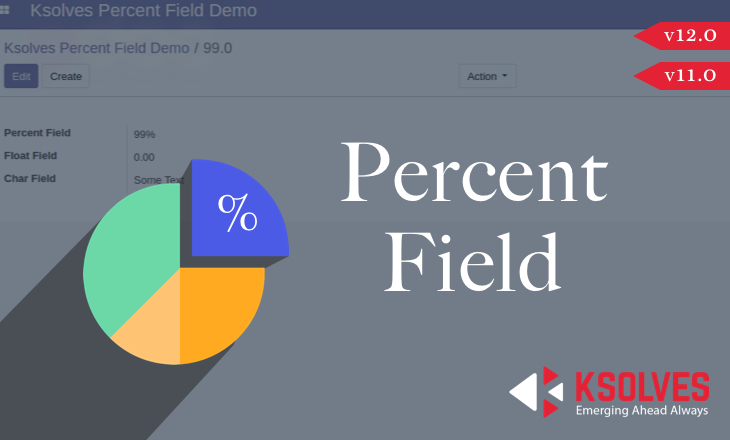 Ksolves Percent Field Demo
Ksolves Percent Field Demo / 99.0
Edit Create Action
v12.0
v11.0
Percent Field 99%
Float Field 0.00
Char Field Some Text
%
Percent
Field
KSOLVES
Emerging Ahead Always